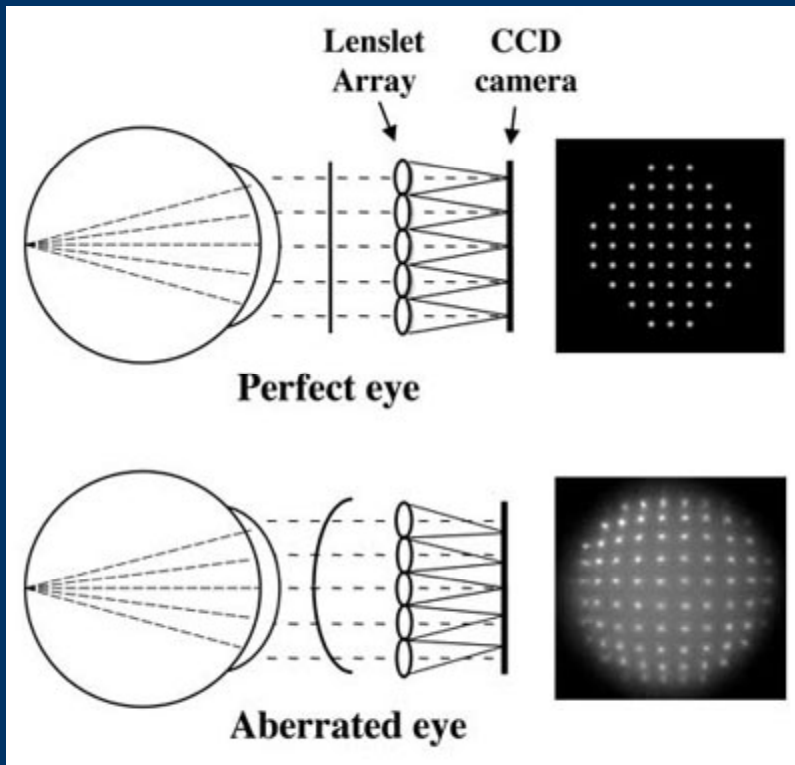 Lenslet
Array
CCD
camera
Perfect eye
Aberrated eye